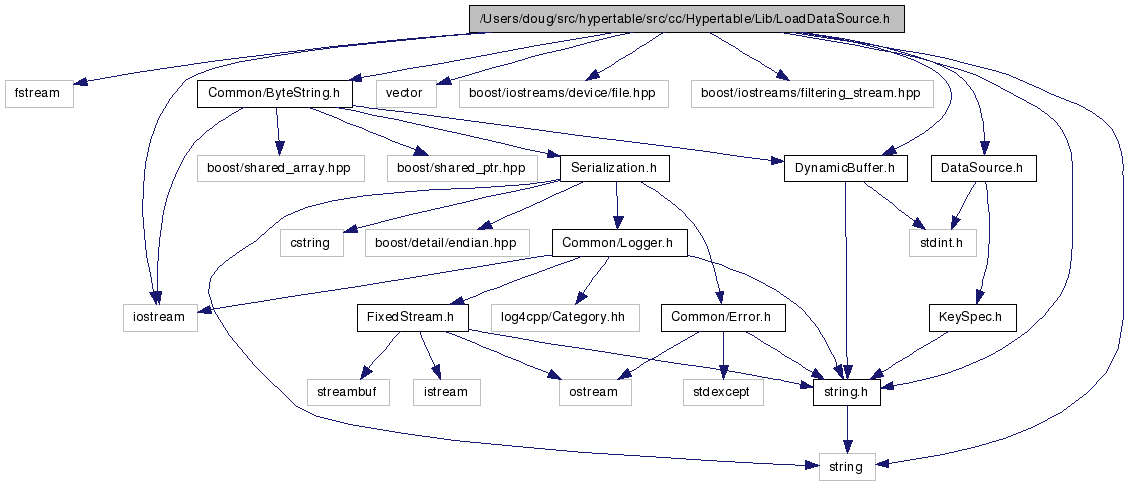 /Users/doug/src/hypertable/src/cc/Hypertable/Lib/LoadDataSource.h
fstream
Common/ByteString.h
vector
boost/iostreams/device/file.hpp
boost/iostreams/filtering_stream.hpp
boost/shared_array.hpp
boost/shared_ptr.hpp
Serialization.h
DynamicBuffer.h
DataSource.h
cstring
boost/detail/endian.hpp
Common/Logger.h
stdint.h
iostream
FixedStream.h
log4cpp/Category.hh
Common/Error.h
KeySpec.h
streambuf
istream
ostream
stdexcept
string.h
string